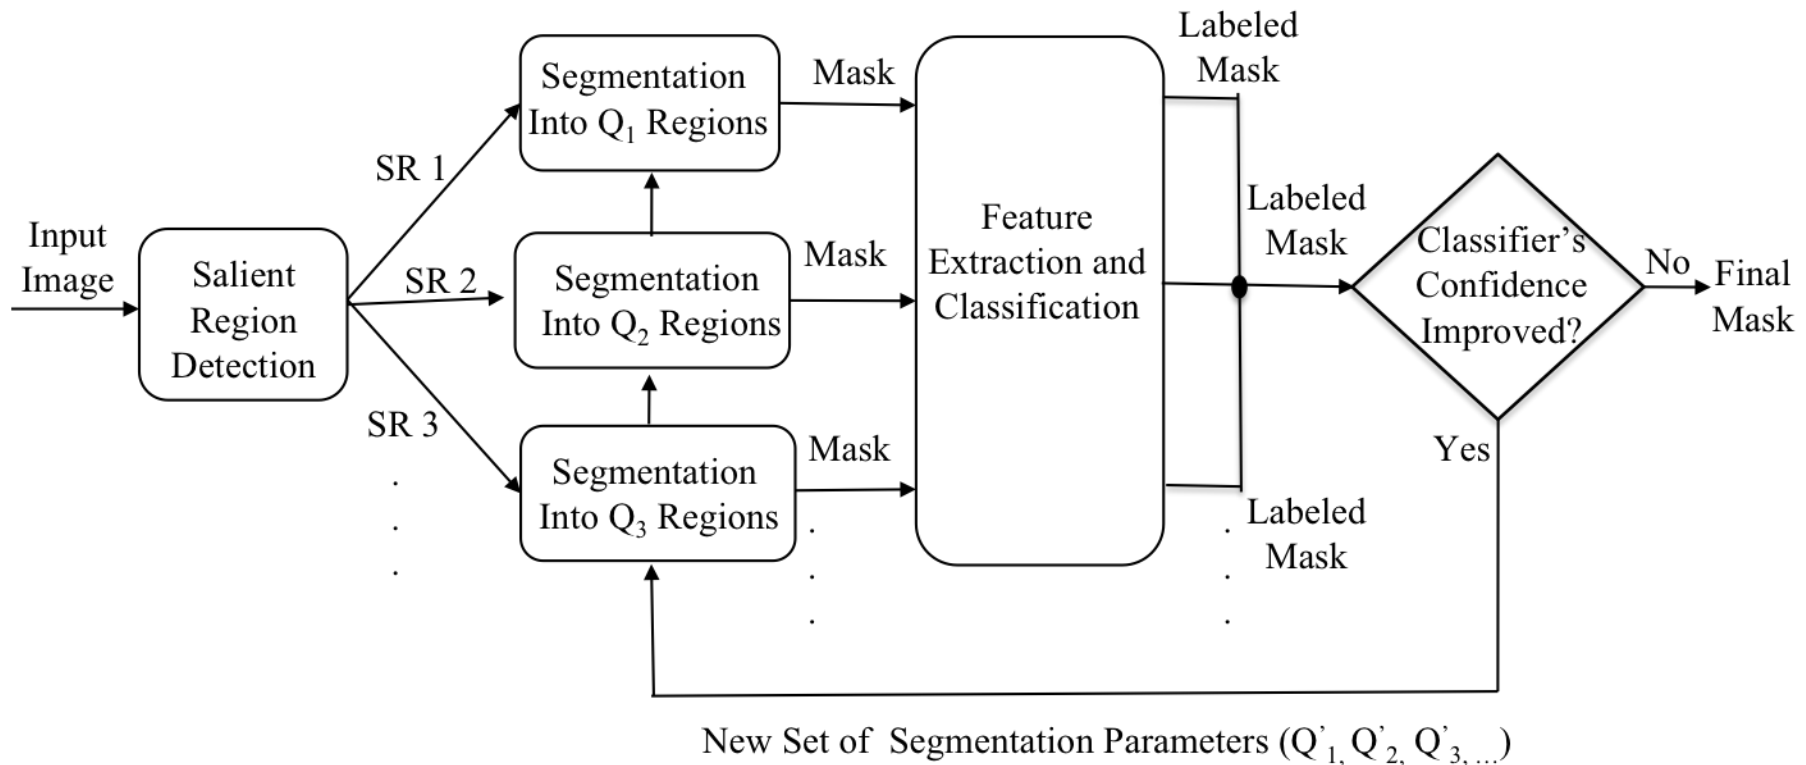 Input
Image
Salient
Region
Detection
SR 1
SR 2
SR 3
.
.
.
Segmentation
Into Q₁ Regions
Segmentation
Into Q₂ Regions
Segmentation
Into Q₃ Regions
Mask
Mask
Mask
.
.
.
Feature
Extraction and
Classification
Labeled
Mask
Labeled
Mask
Labeled
Mask
.
.
.
Classifier’s
Confidence
Improved?
No
Final
Mask
Yes
New Set of Segmentation Parameters (Q’₁, Q’₂, Q’₃, ...)